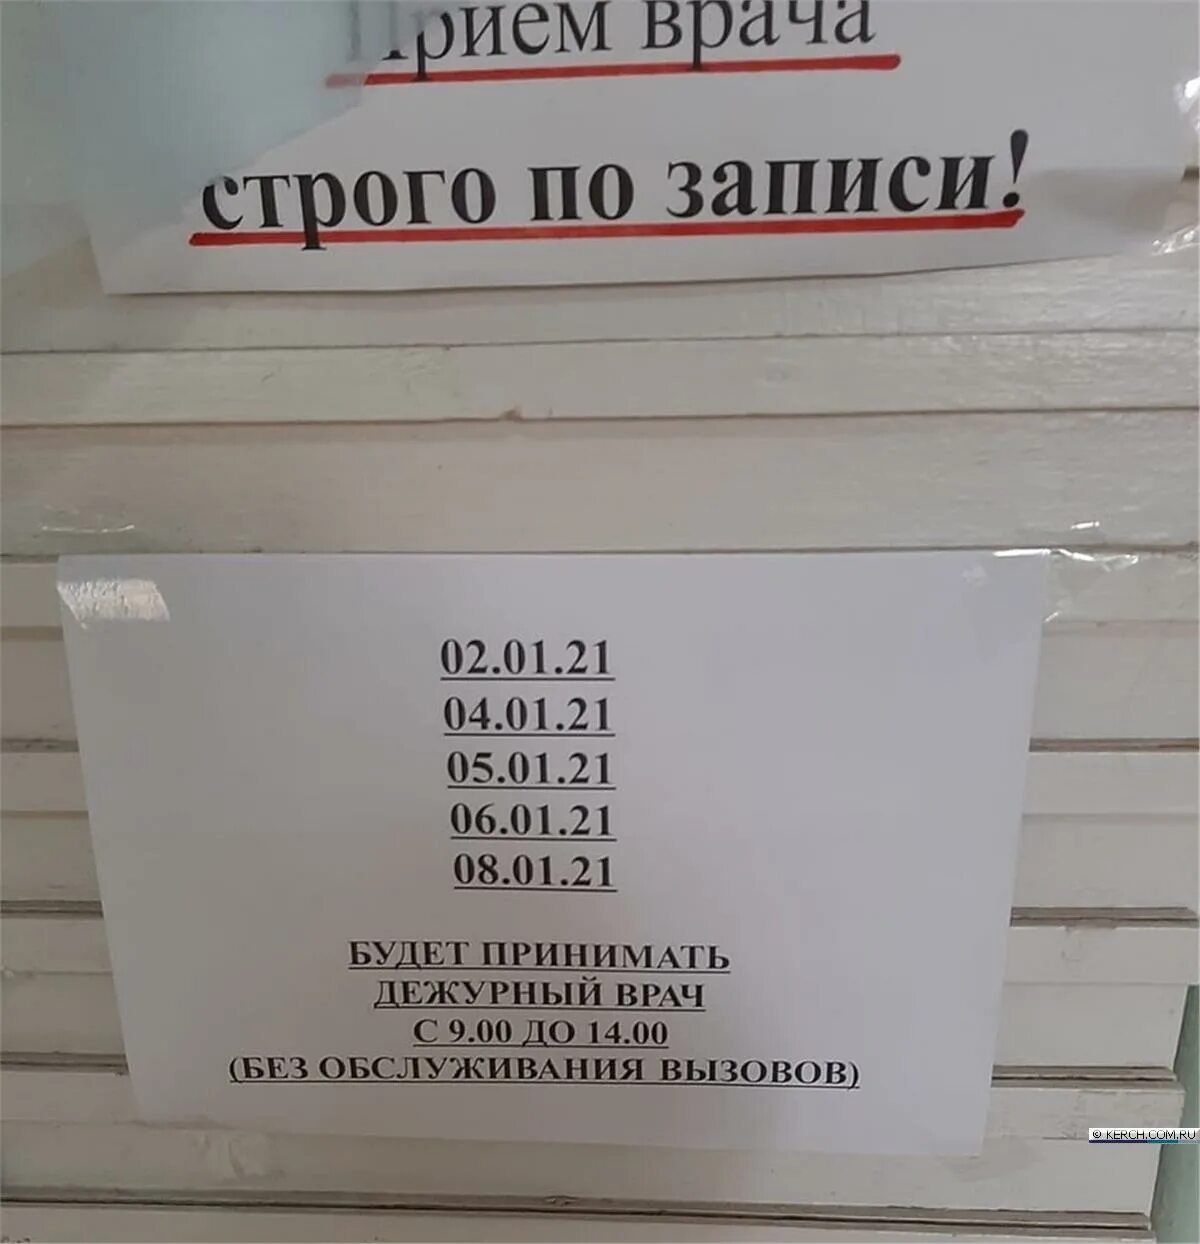 Прием врача
строго по записи!
02.01.21
04.01.21
05.01.21
06.01.21
08.01.21
БУДЕТ ПРИНИМАТЬ
ДЕЖУРНЫЙ ВРАЧ
С 9.00 ДО 14.00
(БЕЗ ОБСЛУЖИВАНИЯ ВЫЗОВОВ)
© KERCH.COM.RU